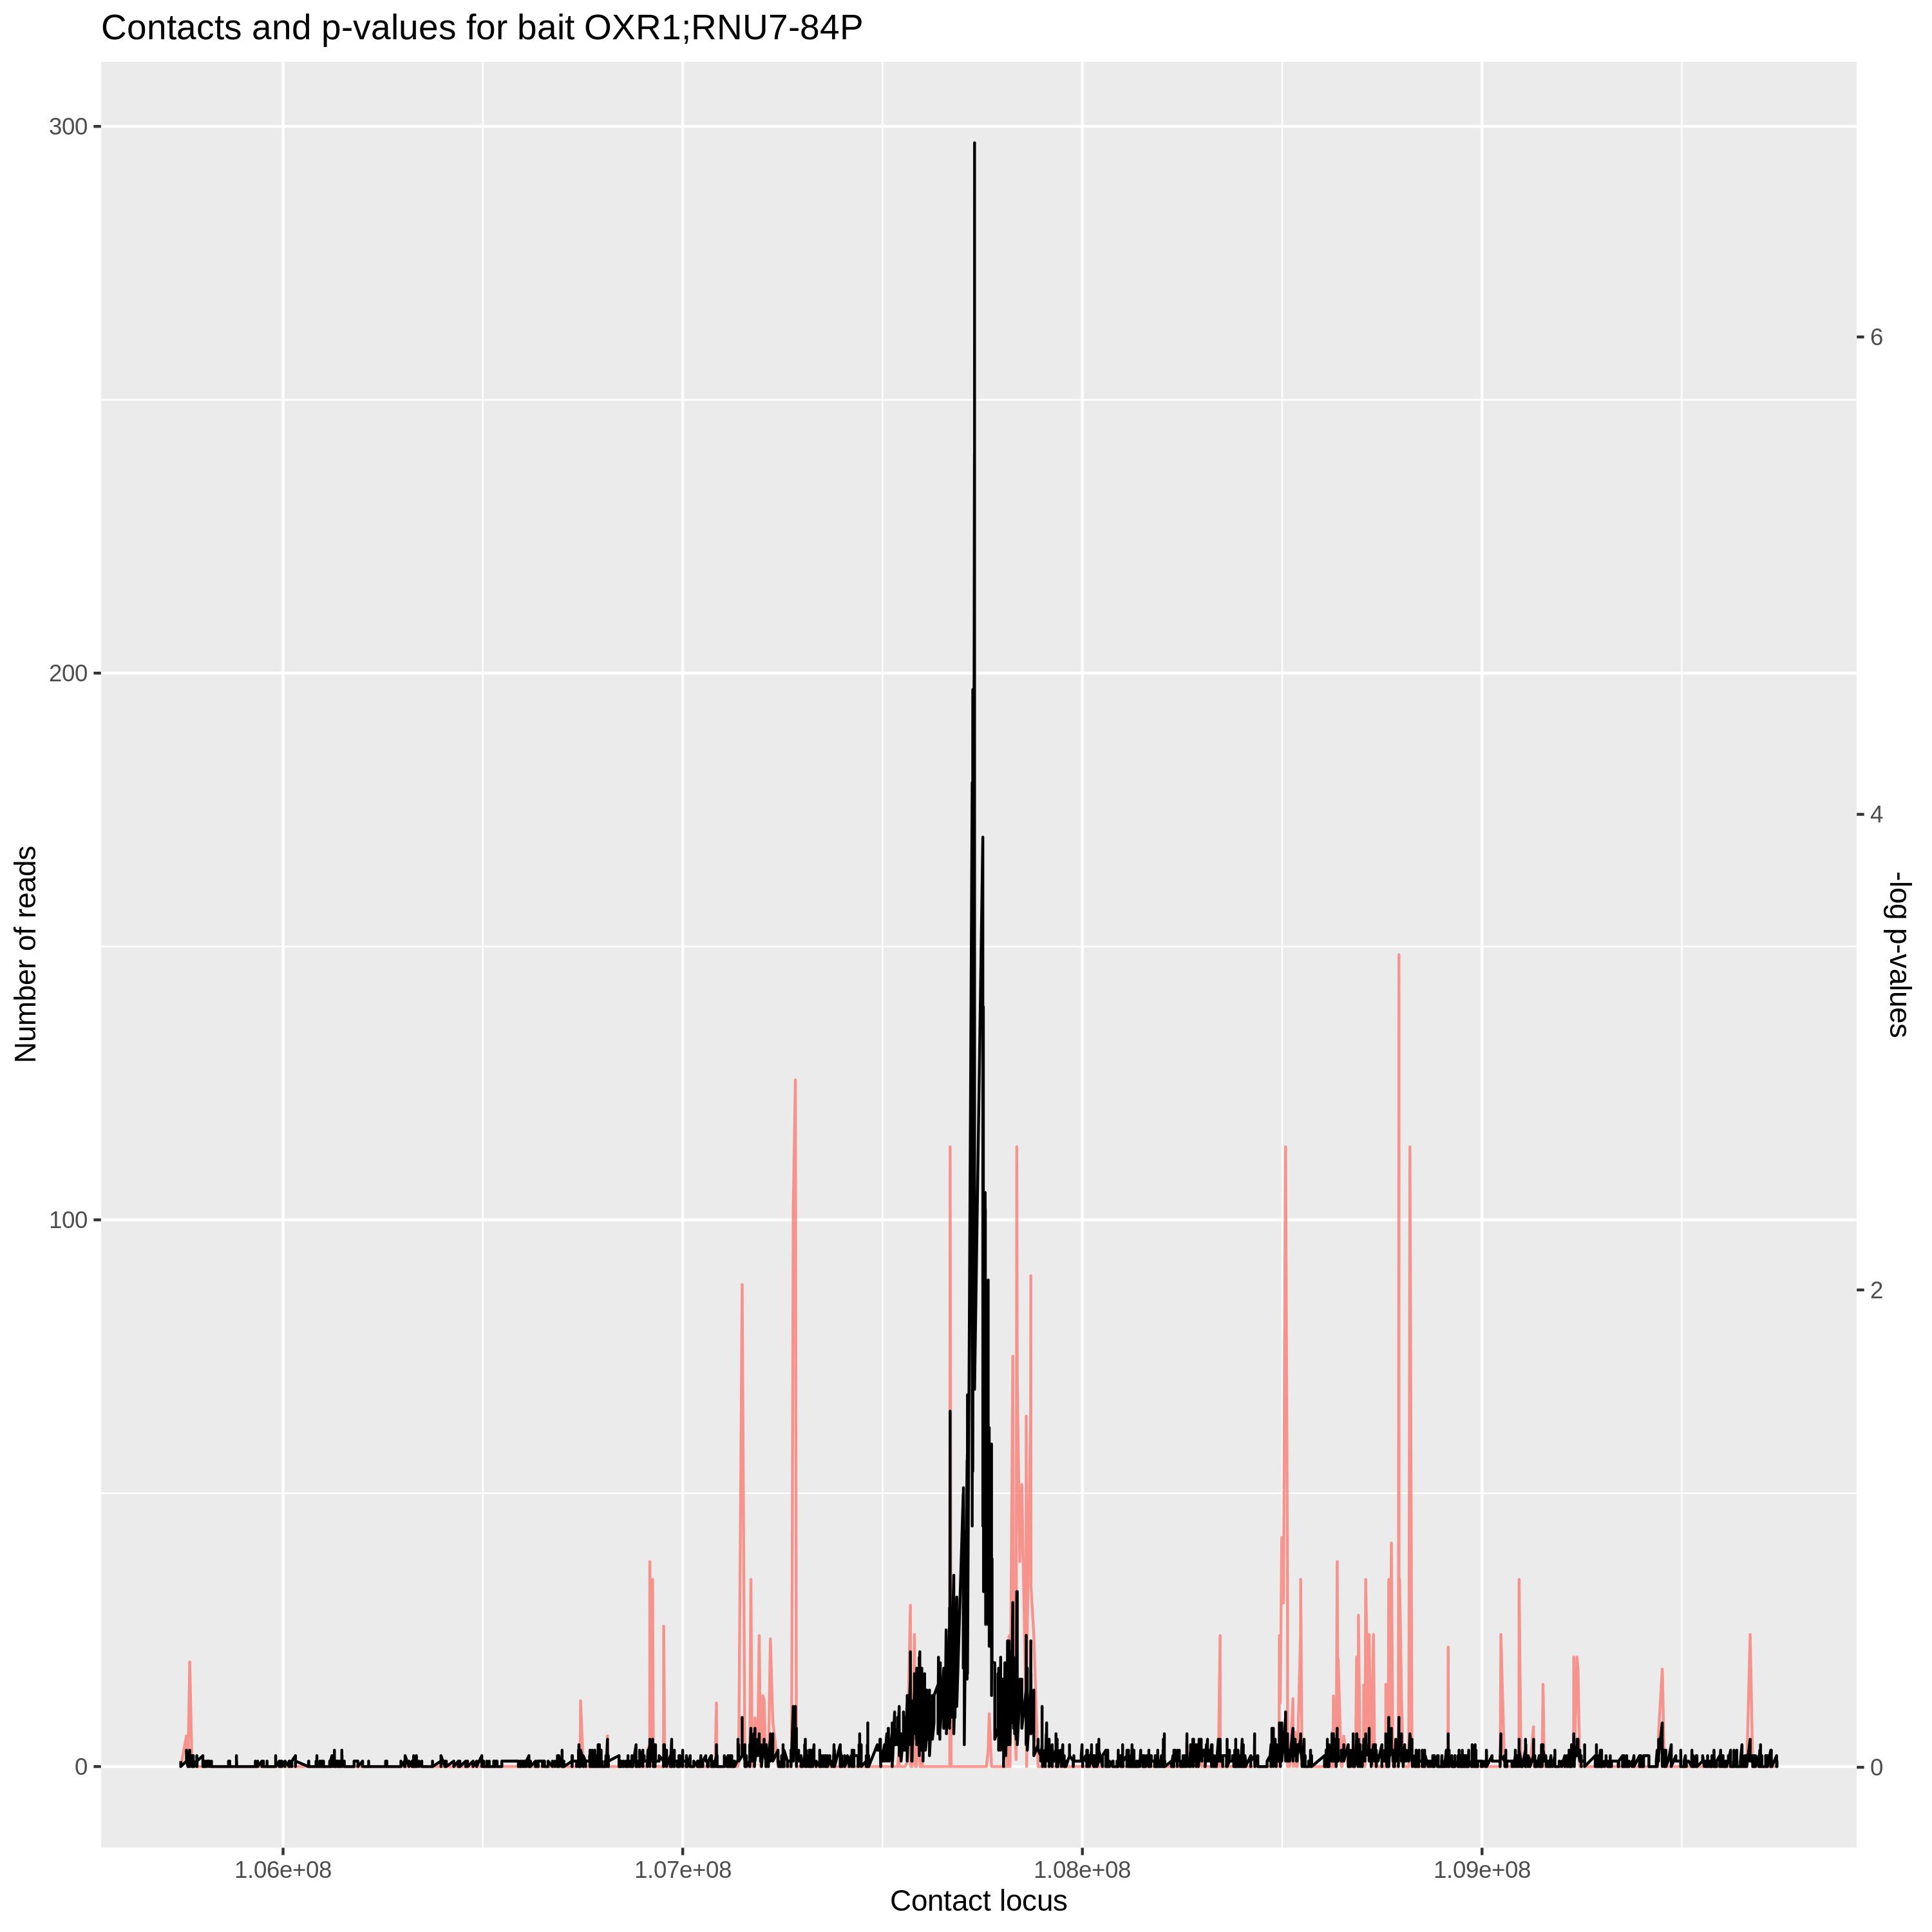 Contacts and p-values for bait OXR1;RNU7-84P
300
200
100
0
Number of reads
6
4
2
0
-log p-values
1.06e+08
1.07e+08
1.08e+08
1.09e+08
Contact locus